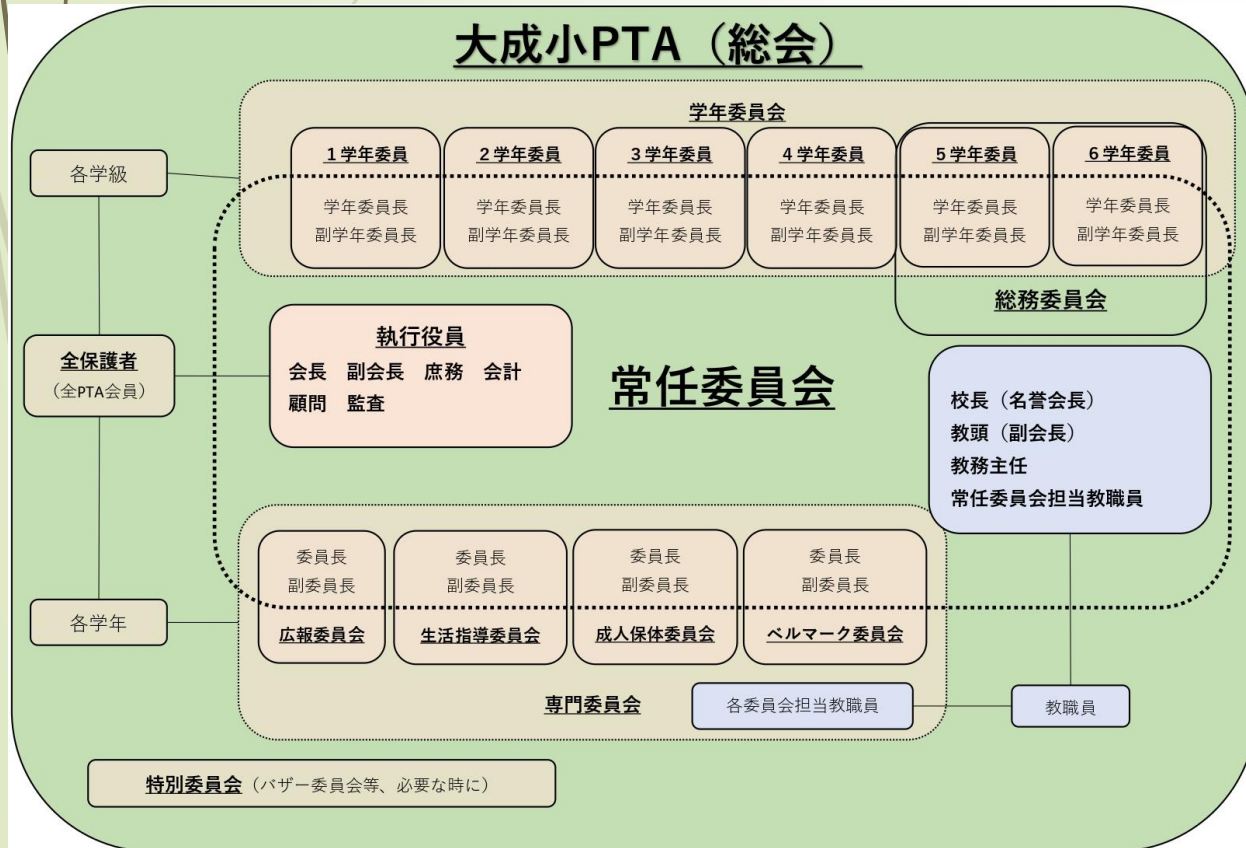 大成小PTA（総会）
学年委員会
1学年委員
学年委員長
副学年委員長
2学年委員
学年委員長
副学年委員長
3学年委員
学年委員長
副学年委員長
4学年委員
学年委員長
副学年委員長
5学年委員
学年委員長
副学年委員長
6学年委員
学年委員長
副学年委員長
総務委員会
各学級
全保護者
（全PTA会員）
各学年
執行役員
会長 副会長 庶務 会計
顧問 監査
常任委員会
校長（名誉会長）
教頭（副会長）
教務主任
常任委員会担当教職員
委員長
副委員長
広報委員会
委員長
副委員長
生活指導委員会
委員長
副委員長
成人保体委員会
委員長
副委員長
ベルマーク委員会
専門委員会
各委員会担当教職員
教職員
特別委員会（バザー委員会等、必要な時に）